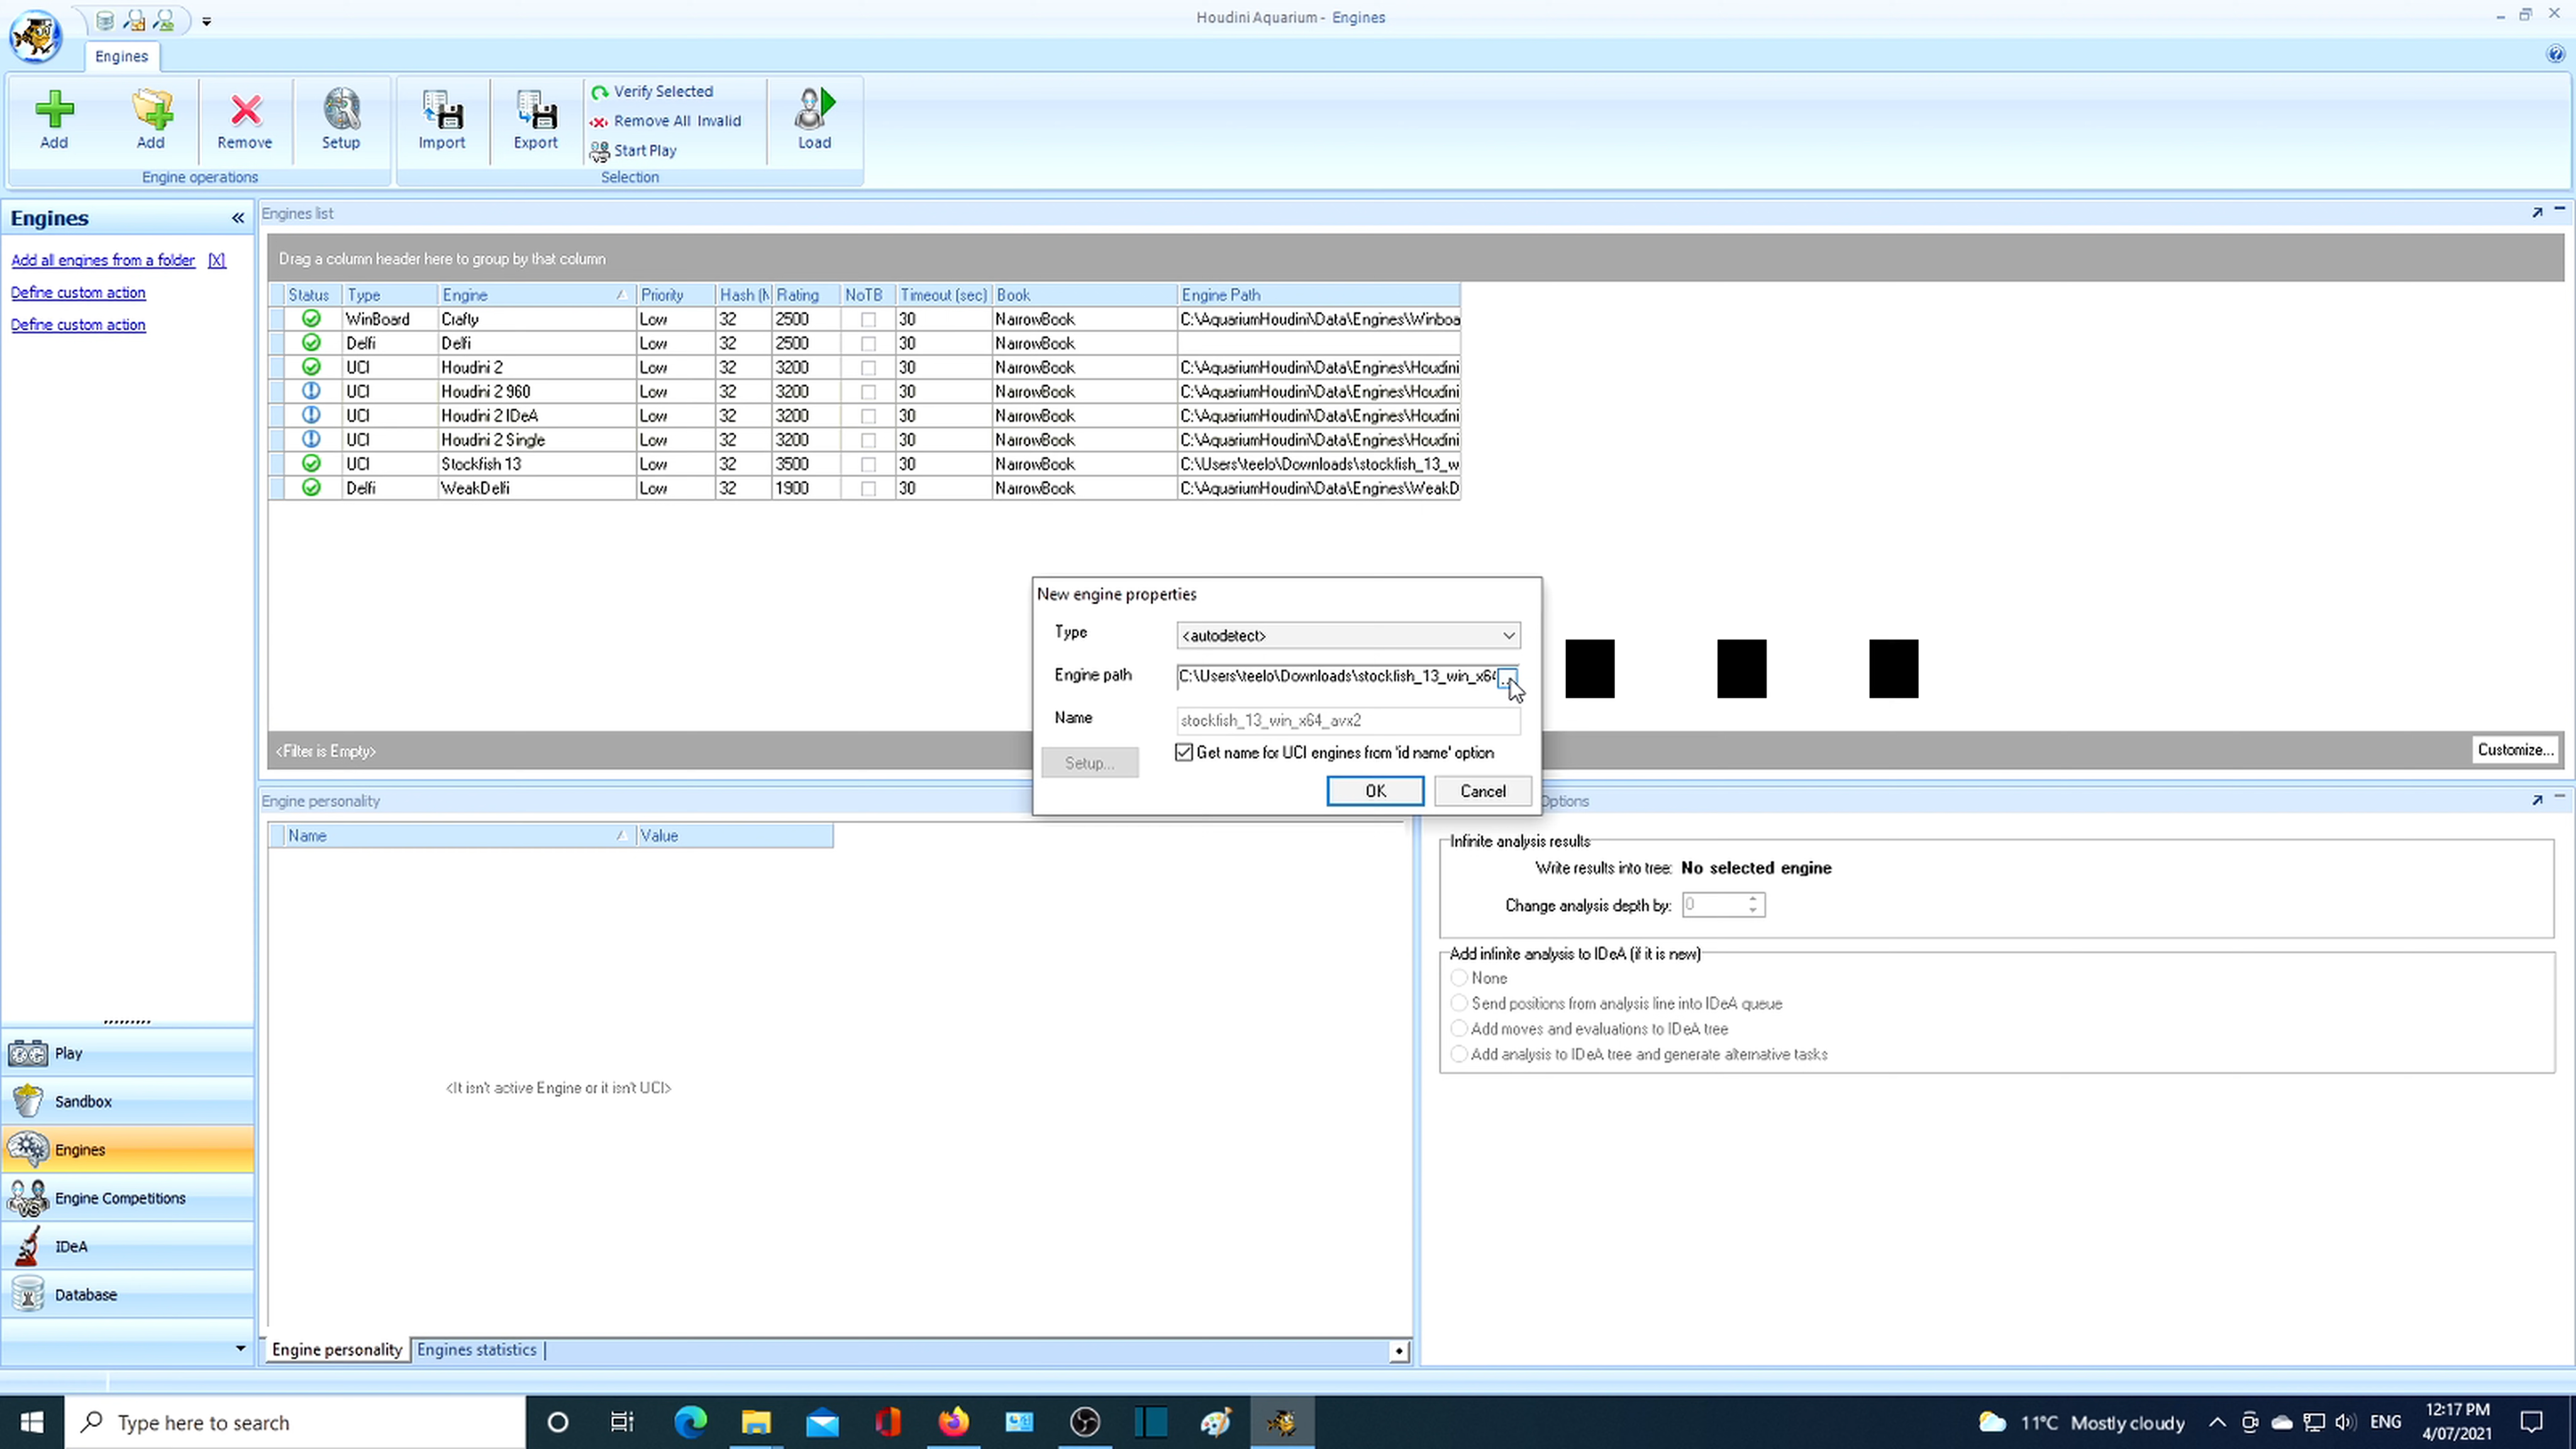 Houdini Aquarium - Engines
Engines
Add
Add
Remove
Setup
Import
Export
Verify Selected
Remove All Invalid
Start Play
Load
Engine operations
Selection
Engines
Add all engines from a folder [X]
Define custom action
Define custom action
Engines list
Drag a column header here to group by that column
Status Type Engine Priority Hash (M Rating NoTB Timeout (sec) Book Engine Path
WinBoard Crafty Low 32 2500 30 NarrowBook C:\AquariumHoudini\Data\Engines\Winboa
Delfi Delfi Low 32 2500 30 NarrowBook
UCI Houdini 2 Low 32 3200 30 NarrowBook C:\AquariumHoudini\Data\Engines\Houdini
UCI Houdini 2 960 Low 32 3200 30 NarrowBook C:\AquariumHoudini\Data\Engines\Houdini
UCI Houdini 2 IDeA Low 32 3200 30 NarrowBook C:\AquariumHoudini\Data\Engines\Houdini
UCI Houdini 2 Single Low 32 3200 30 NarrowBook C:\AquariumHoudini\Data\Engines\Houdini
UCI Stockfish 13 Low 32 3500 30 NarrowBook C:\Users\teelo\Downloads\stockfish_13_w
Delfi WeakDelfi Low 32 1900 30 NarrowBook C:\AquariumHoudini\Data\Engines\WeakD
New engine properties
Type <autodetect>
Engine path C:\Users\teelo\Downloads\stockfish_13_win_x64 ...
Name stockfish_13_win_x64_avx2
Get name for UCI engines from 'id name' option
Setup...
OK Cancel
<Filter is Empty>
Customize...
Engine personality
Name Value
<It isn't active Engine or it isn't UCI>
Engine personality Engines statistics
Options
Infinite analysis results
Write results into tree: No selected engine
Change analysis depth by: 0
Add infinite analysis to IDeA (if it is new)
None
Send positions from analysis line into IDeA queue
Add moves and evaluations to IDeA tree
Add analysis to IDeA tree and generate alternative tasks
Play
Sandbox
Engines
Engine Competitions
IDeA
Database
Type here to search
11°C Mostly cloudy
ENG
12:17 PM
4/07/2021